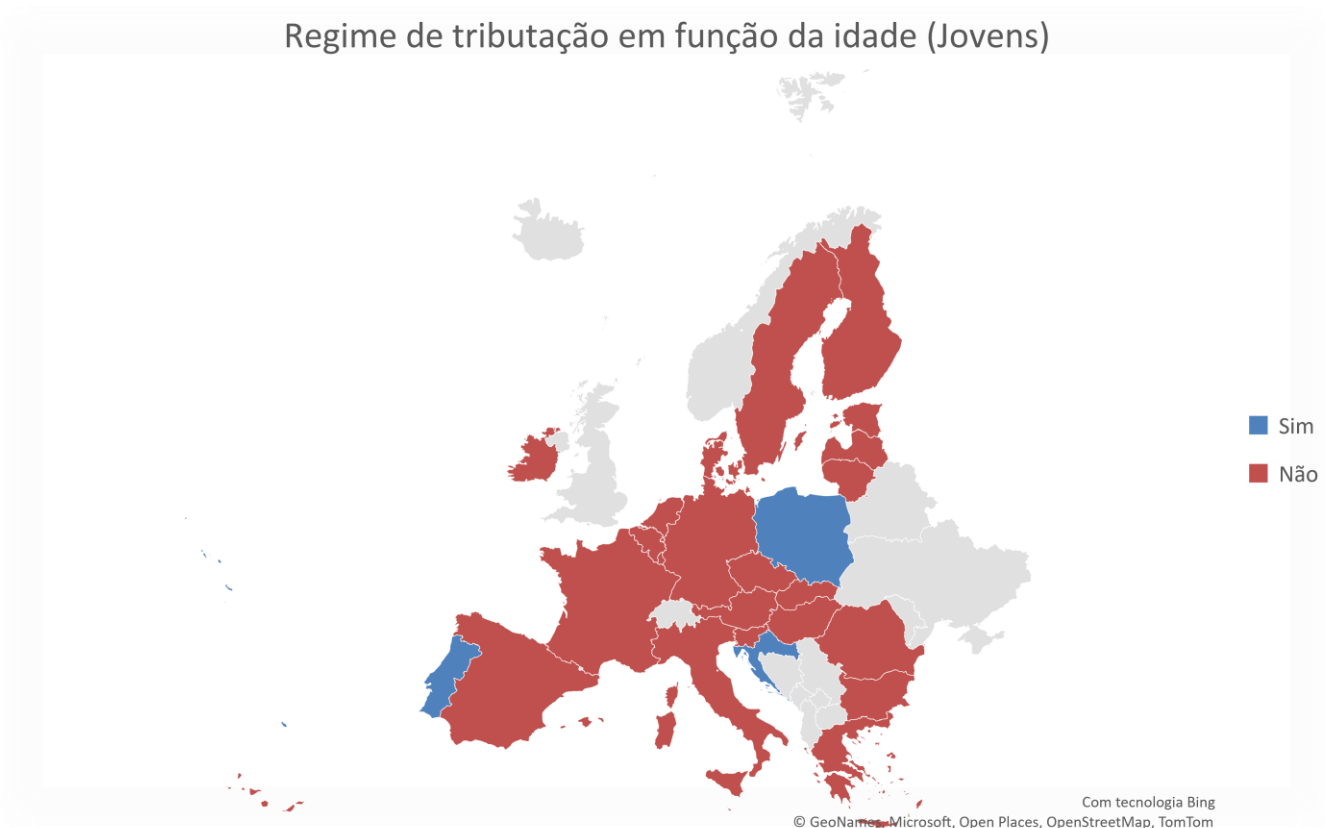 Regime de tributação em função da idade (Jovens)
Sim
Não
Com tecnologia Bing
© GeoNames, Microsoft, Open Places, OpenStreetMap, TomTom